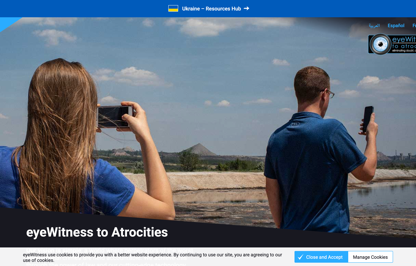 Ukraine – Resources Hub →
Español
eyeWitness to Atrocities
eyeWitness use cookies to provide you with a better website experience. By continuing to use our site, you are agreeing to our
use of cookies.
Close and Accept
Manage Cookies